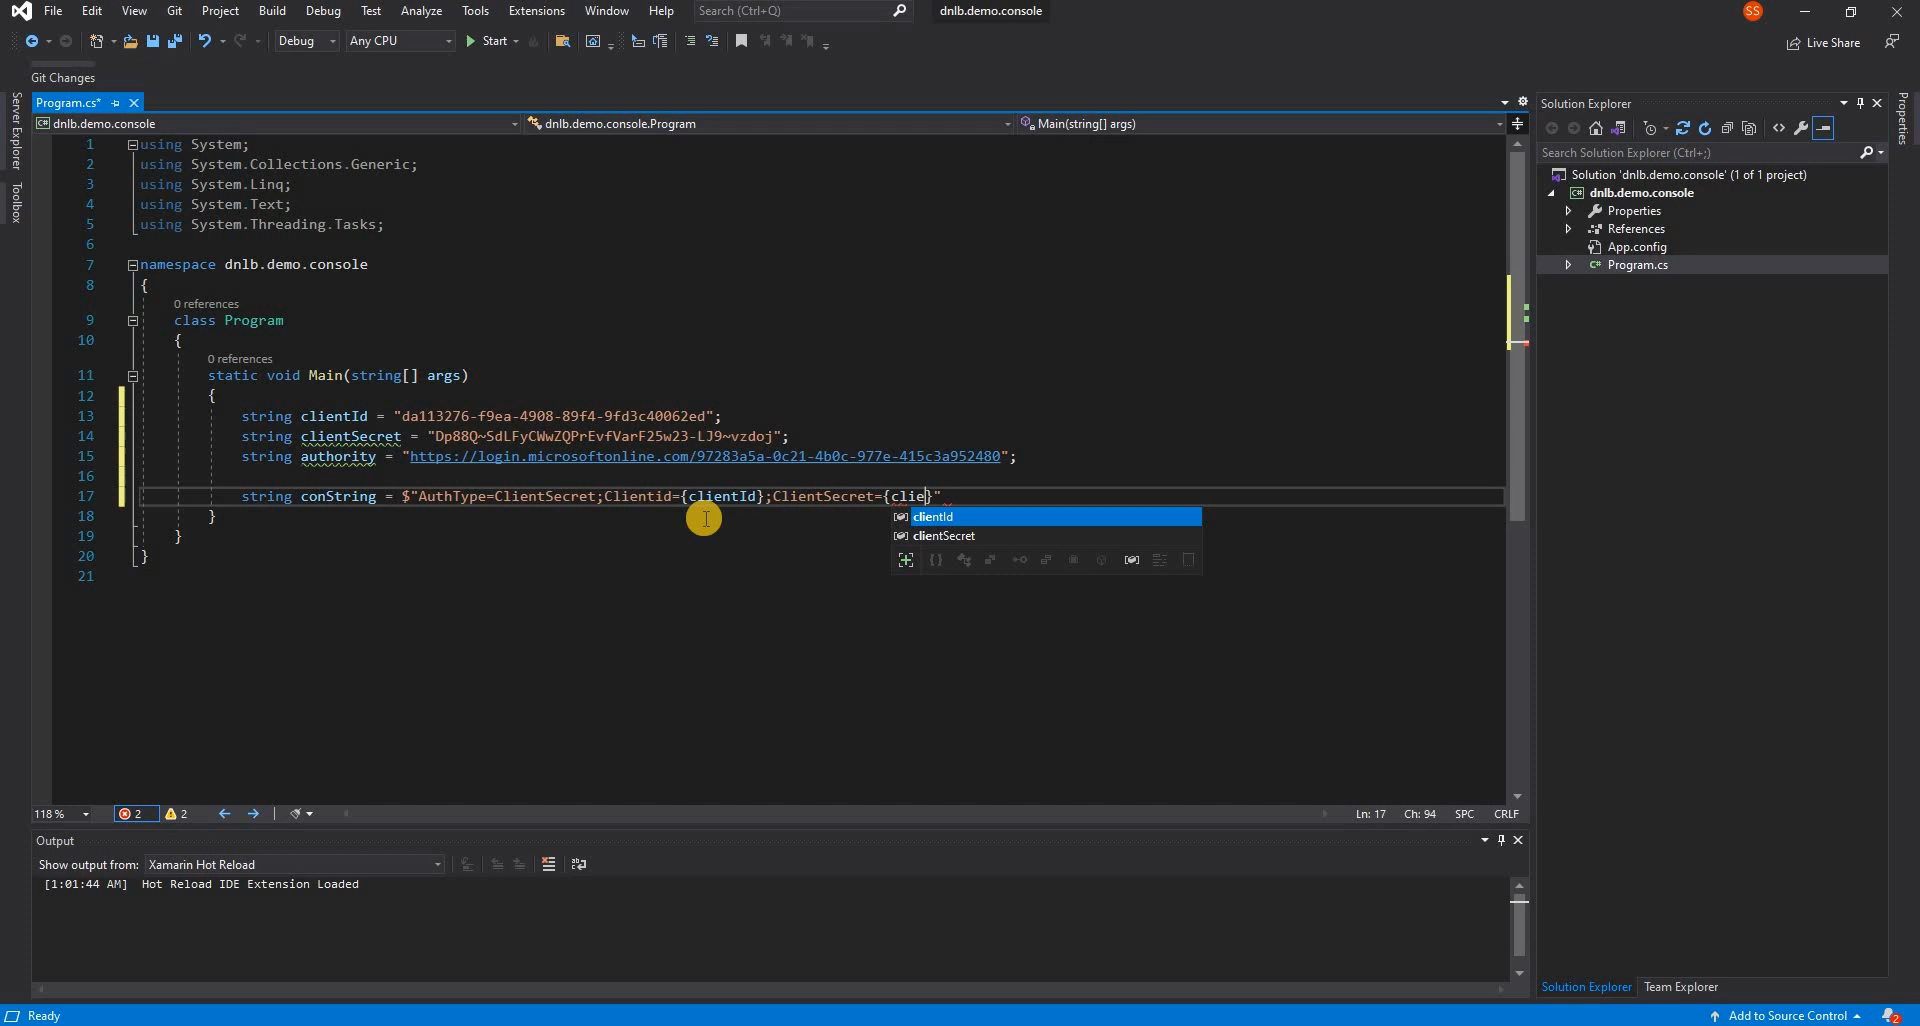 File Edit View Git Project Build Debug Test Analyze Tools Extensions Window Help Search (Ctrl+Q) dnlb.demo.console SS
Debug Any CPU Start Live Share
Git Changes
Server Explorer
Toolbox
Program.cs*
dnlb.demo.console dnlb.demo.console.Program Main(string[] args)
1 using System;
2 using System.Collections.Generic;
3 using System.Linq;
4 using System.Text;
5 using System.Threading.Tasks;
6
7 namespace dnlb.demo.console
8 {
0 references
9 class Program
10 {
0 references
11 static void Main(string[] args)
12 {
13 string clientId = "da113276-f9ea-4908-89f4-9fd3c40062ed";
14 string clientSecret = "Dp88Q~SdLFyCWwZQPrEvfVarF25w23-LJ9~vzdoj";
15 string authority = "https://login.microsoftonline.com/97283a5a-0c21-4b0c-977e-415c3a952480";
16
17 string conString = $"AuthType=ClientSecret;Clientid={clientId};ClientSecret={clie}"
18 }
19 }
20 }
21
clientId
clientSecret
118 % 2 2 Ln: 17 Ch: 94 SPC CRLF
Output
Show output from: Xamarin Hot Reload
[1:01:44 AM] Hot Reload IDE Extension Loaded
Solution Explorer
Search Solution Explorer (Ctrl+;)
Solution 'dnlb.demo.console' (1 of 1 project)
dnlb.demo.console
Properties
References
App.config
Program.cs
Solution Explorer Team Explorer
Properties
Ready Add to Source Control 2